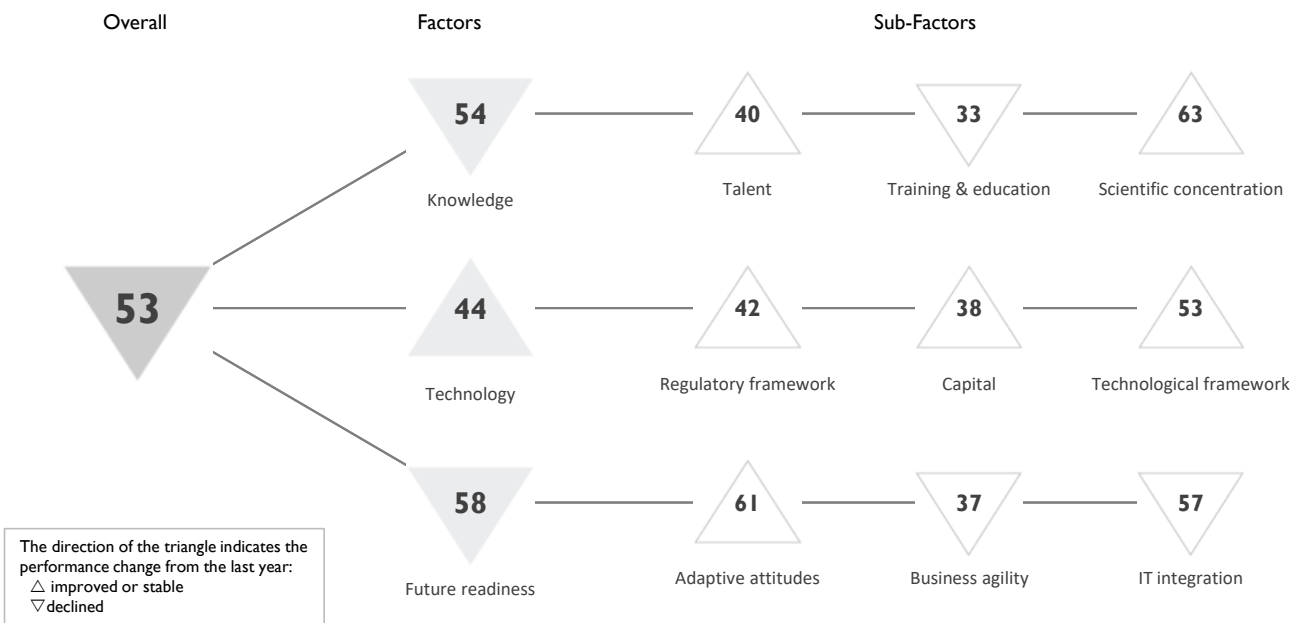 Overall
Factors
Sub-Factors
54
40
33
63
Knowledge
Talent
Training & education
Scientific concentration
53
44
42
38
53
Technology
Regulatory framework
Capital
Technological framework
58
61
37
57
Future readiness
Adaptive attitudes
Business agility
IT integration
The direction of the triangle indicates the
performance change from the last year:
△ improved or stable
▽ declined